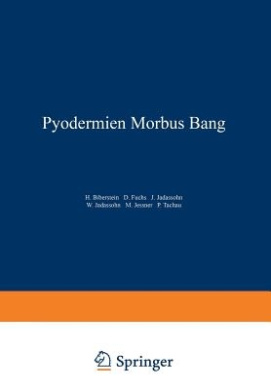 Pyodermien Morbus Bang
H. Biberstein D. Fuchs J. Jadassohn
W. Jadassohn M. Jessner P. Tachau
Springer